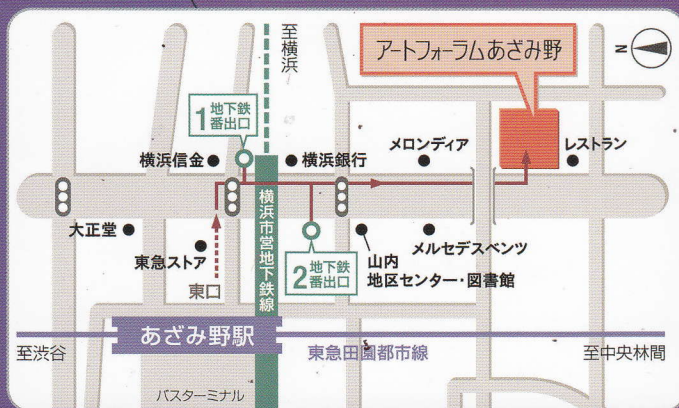 至横浜
アートフォーラムあざみ野
N
1 地下鉄
番出口
横浜信金
横浜銀行
メロンディア
レストラン
横浜市営地下鉄線
大正堂
東急ストア
東口
2 地下鉄
番出口
山内
地区センター・図書館
メルセデスベンツ
あざみ野駅
至渋谷
東急田園都市線
至中央林間
バスターミナル